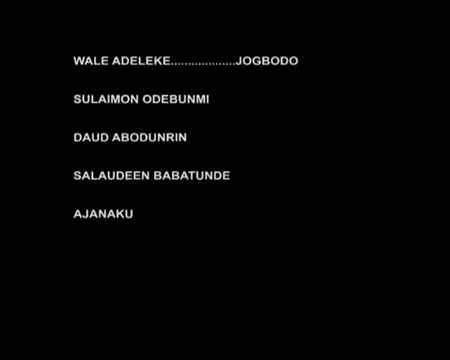 WALE ADELEKE...................JOGBODO
SULAIMON ODEBUNMI
DAUD ABODUNRIN
SALAUDEEN BABATUNDE
AJANAKU